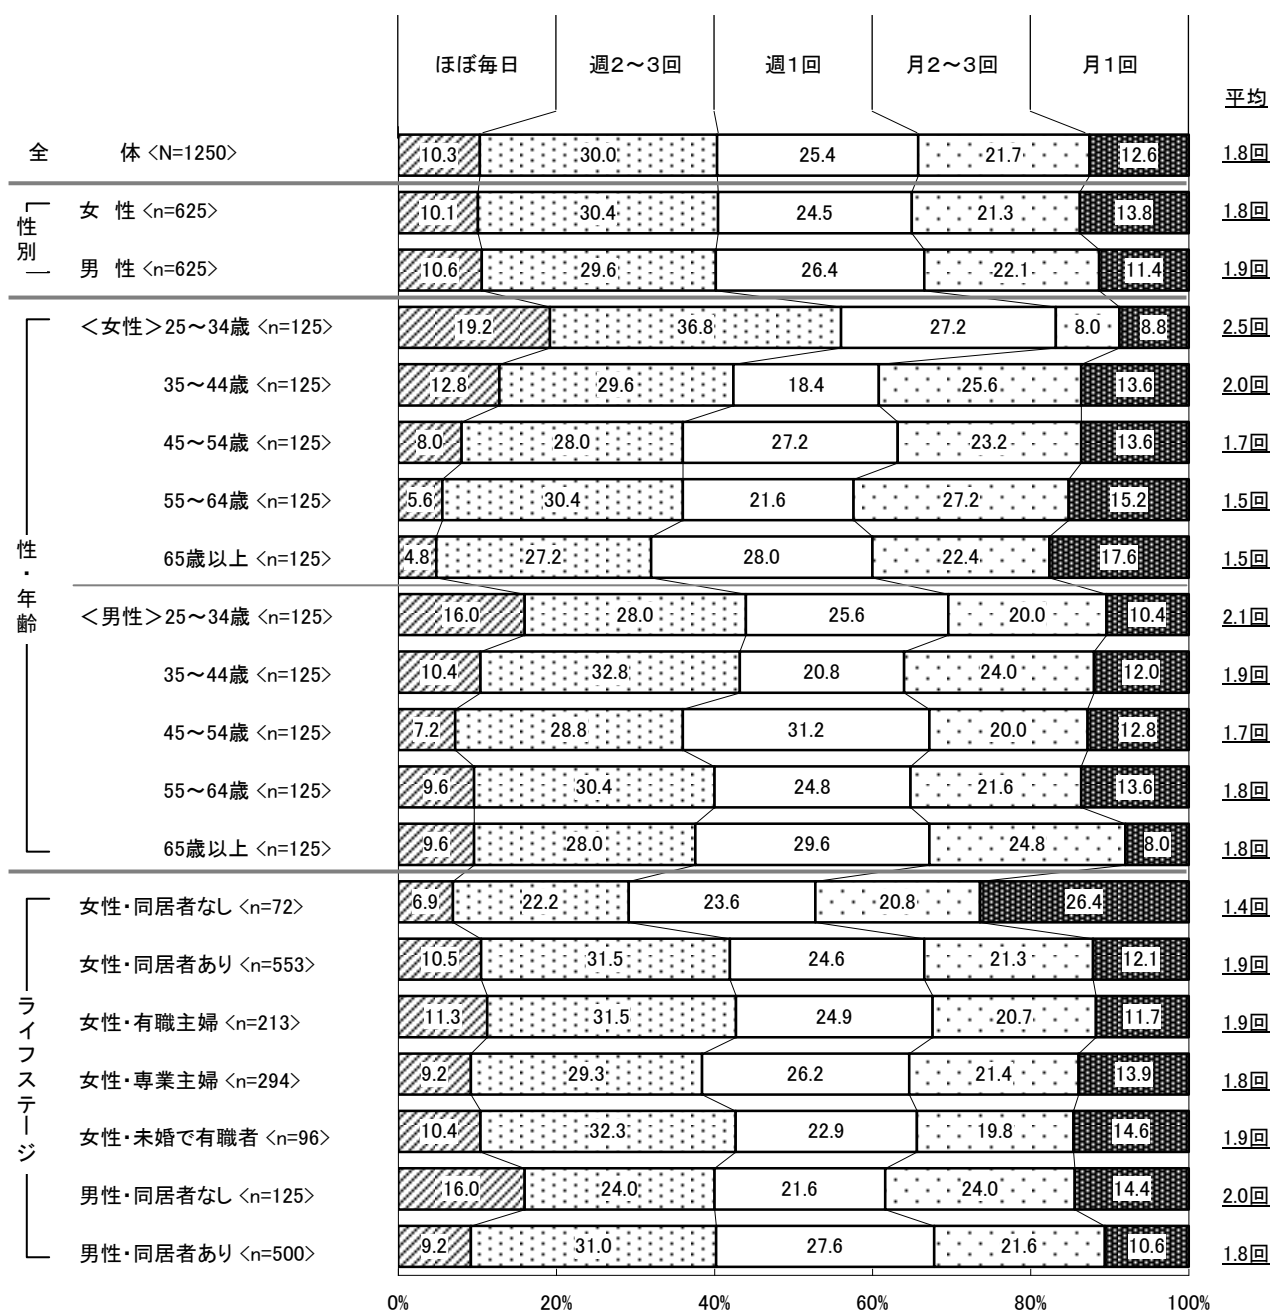 ほぼ毎日 週2～3回 週1回 月2～3回 月1回
平均
全 体 <N=1250> 10.3 30.0 25.4 21.7 12.6 1.8回
性別
女 性 <n=625> 10.1 30.4 24.5 21.3 13.8 1.8回
男 性 <n=625> 10.6 29.6 26.4 22.1 11.4 1.9回
性・年齢
＜女性＞25～34歳 <n=125> 19.2 36.8 27.2 8.0 8.8 2.5回
35～44歳 <n=125> 12.8 29.6 18.4 25.6 13.6 2.0回
45～54歳 <n=125> 8.0 28.0 27.2 23.2 13.6 1.7回
55～64歳 <n=125> 5.6 30.4 21.6 27.2 15.2 1.5回
65歳以上 <n=125> 4.8 27.2 28.0 22.4 17.6 1.5回
＜男性＞25～34歳 <n=125> 16.0 28.0 25.6 20.0 10.4 2.1回
35～44歳 <n=125> 10.4 32.8 20.8 24.0 12.0 1.9回
45～54歳 <n=125> 7.2 28.8 31.2 20.0 12.8 1.7回
55～64歳 <n=125> 9.6 30.4 24.8 21.6 13.6 1.8回
65歳以上 <n=125> 9.6 28.0 29.6 24.8 8.0 1.8回
ライフステージ
女性・同居者なし <n=72> 6.9 22.2 23.6 20.8 26.4 1.4回
女性・同居者あり <n=553> 10.5 31.5 24.6 21.3 12.1 1.9回
女性・有職主婦 <n=213> 11.3 31.5 24.9 20.7 11.7 1.9回
女性・専業主婦 <n=294> 9.2 29.3 26.2 21.4 13.9 1.8回
女性・未婚で有職者 <n=96> 10.4 32.3 22.9 19.8 14.6 1.9回
男性・同居者なし <n=125> 16.0 24.0 21.6 24.0 14.4 2.0回
男性・同居者あり <n=500> 9.2 31.0 27.6 21.6 10.6 1.8回
0% 20% 40% 60% 80% 100%